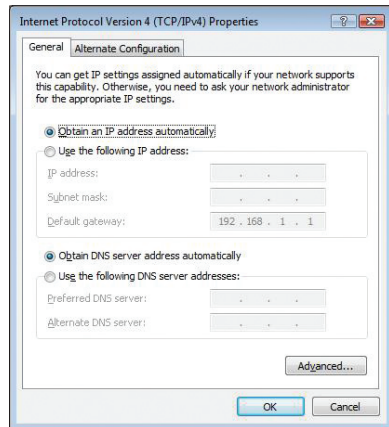 Internet Protocol Version 4 (TCP/IPv4) Properties
General
Alternate Configuration
You can get IP settings assigned automatically if your network supports
this capability. Otherwise, you need to ask your network administrator
for the appropriate IP settings.
Obtain an IP address automatically
Use the following IP address:
IP address:
Subnet mask:
Default gateway: 192 . 168 . 1 . 1
Obtain DNS server address automatically
Use the following DNS server addresses:
Preferred DNS server:
Alternate DNS server:
Advanced...
OK
Cancel